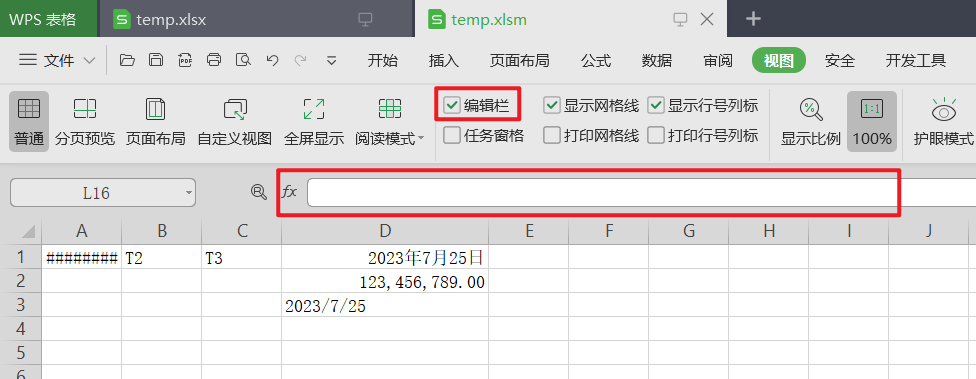 WPS 表格 temp.xlsx temp.xlsm
文件 开始 插入 页面布局 公式 数据 审阅 视图 安全 开发工具
编辑栏 显示网格线 显示行号列标
任务窗格 打印网格线 打印行号列标
普通 分页预览 页面布局 自定义视图 全屏显示 阅读模式 显示比例 100% 护眼模式
L16 fx
A B C D E F G H I J
1 ######## T2 T3 2023年7月25日
2 123,456,789.00
3 2023/7/25
4
5
6